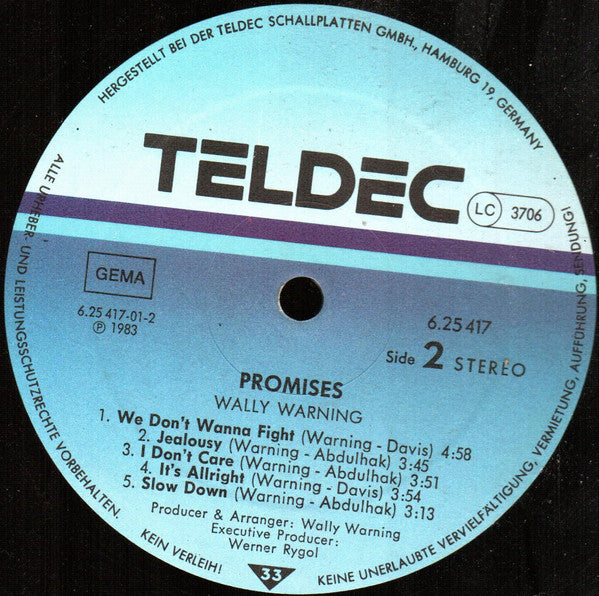 HERGESTELLT BEI DER TELDEC SCHALLPLATTEN GMBH., HAMBURG 19, GERMANY
TELDEC
LC 3706
GEMA
6.25 417-01-2
℗ 1983
6.25 417
Side 2 STEREO
PROMISES
WALLY WARNING
1. We Don't Wanna Fight (Warning - Davis) 4:58
2. Jealousy (Warning - Abdulhak) 3:45
3. I Don't Care (Warning - Abdulhak) 3:51
4. It's Allright (Warning - Davis) 3:54
5. Slow Down (Warning - Abdulhak) 3:13
Producer & Arranger: Wally Warning
Executive Producer:
Werner Rygol
33
ALLE URHEBER- UND LEISTUNGSSCHUTZRECHTE VORBEHALTEN.
KEIN VERLEIH!
KEINE UNERLAUBTE VERVIELFÄLTIGUNG, VERMIETUNG, AUFFÜHRUNG, SENDUNG!